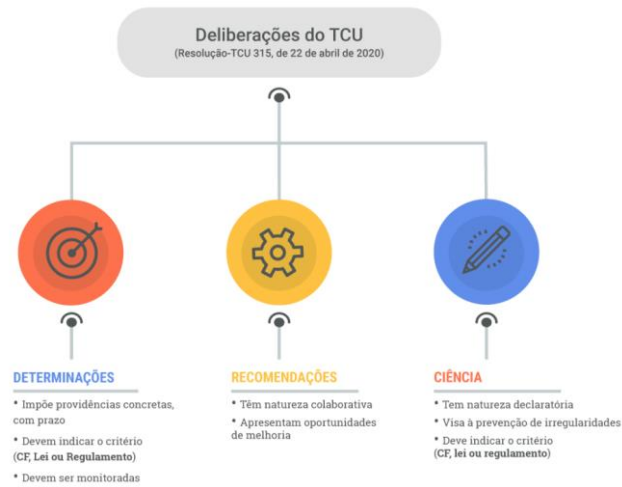 Deliberações do TCU
(Resolução-TCU 315, de 22 de abril de 2020)
DETERMINAÇÕES
* Impõe providências concretas,
com prazo
* Devem indicar o critério
(CF, Lei ou Regulamento)
* Devem ser monitoradas
RECOMENDAÇÕES
* Têm natureza colaborativa
* Apresentam oportunidades
de melhoria
CIÊNCIA
* Tem natureza declaratória
* Visa à prevenção de irregularidades
* Deve indicar o critério
(CF, lei ou regulamento)